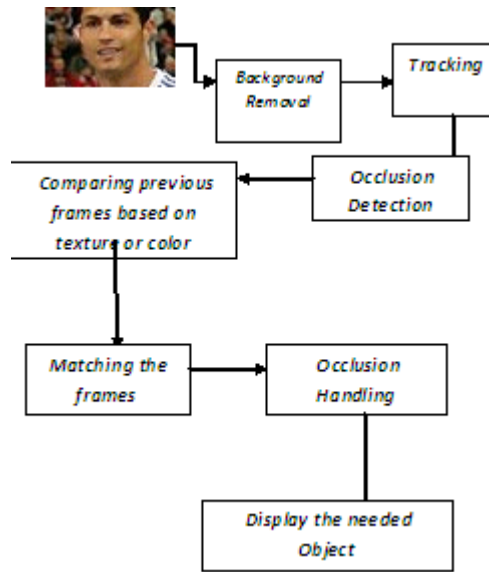 Background
Removal
Tracking
Occlusion
Detection
Comparing previous
frames based on
texture or color
Matching the
frames
Occlusion
Handling
Display the needed
Object